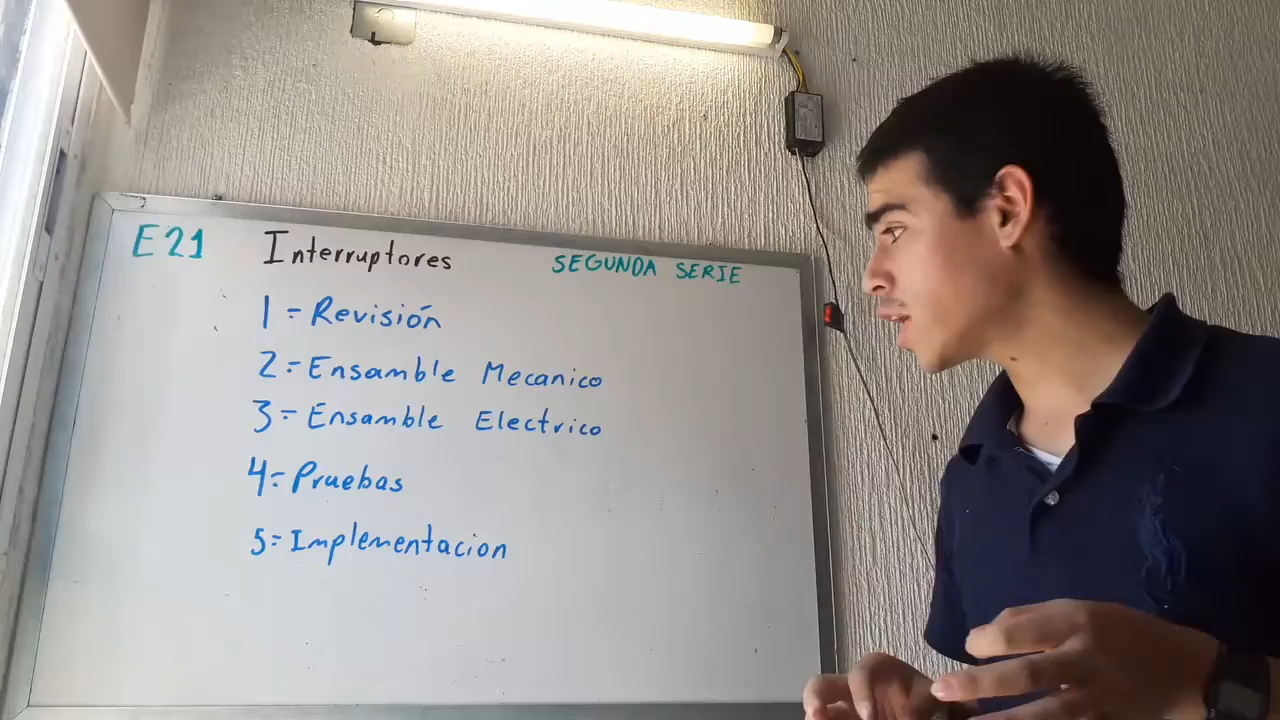 E21 Interruptores SEGUNDA SERIE
1= Revisión
2= Ensamble Mecanico
3= Ensamble Electrico
4= Pruebas
5= Implementacion